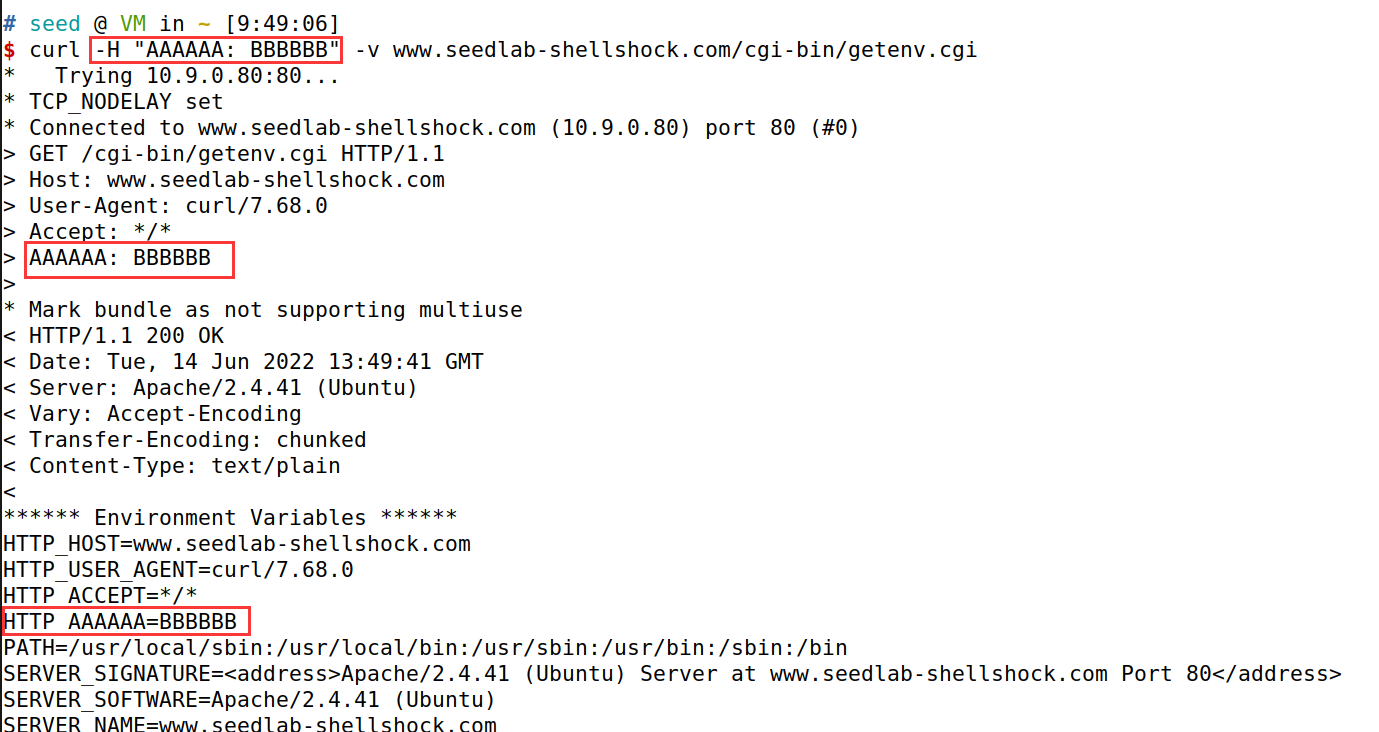 # seed @ VM in ~ [9:49:06]
$ curl -H "AAAAAA: BBBBBB" -v www.seedlab-shellshock.com/cgi-bin/getenv.cgi
*   Trying 10.9.0.80:80...
* TCP_NODELAY set
* Connected to www.seedlab-shellshock.com (10.9.0.80) port 80 (#0)
> GET /cgi-bin/getenv.cgi HTTP/1.1
> Host: www.seedlab-shellshock.com
> User-Agent: curl/7.68.0
> Accept: */*
> AAAAAA: BBBBBB
>
* Mark bundle as not supporting multiuse
< HTTP/1.1 200 OK
< Date: Tue, 14 Jun 2022 13:49:41 GMT
< Server: Apache/2.4.41 (Ubuntu)
< Vary: Accept-Encoding
< Transfer-Encoding: chunked
< Content-Type: text/plain
<
****** Environment Variables ******
HTTP_HOST=www.seedlab-shellshock.com
HTTP_USER_AGENT=curl/7.68.0
HTTP_ACCEPT=*/*
HTTP_AAAAAA=BBBBBB
PATH=/usr/local/sbin:/usr/local/bin:/usr/sbin:/usr/bin:/sbin:/bin
SERVER_SIGNATURE=<address>Apache/2.4.41 (Ubuntu) Server at www.seedlab-shellshock.com Port 80</address>
SERVER_SOFTWARE=Apache/2.4.41 (Ubuntu)
SERVER_NAME=www.seedlab-shellshock.com